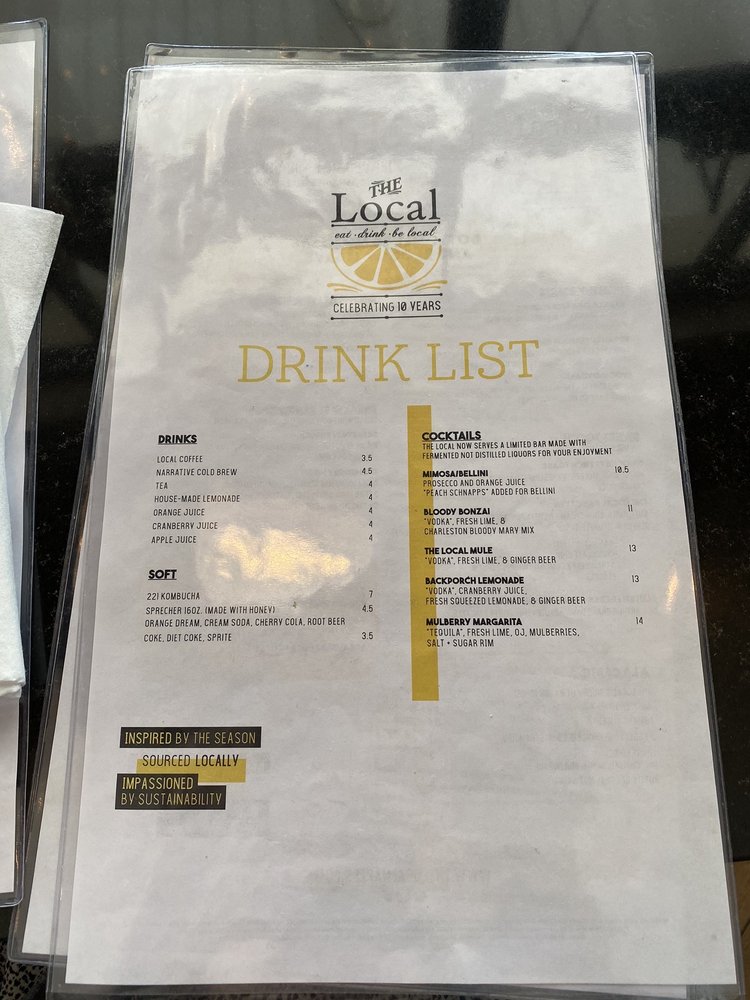 THE
Local
eat · drink · be local
CELEBRATING 10 YEARS
DRINK LIST
DRINKS
LOCAL COFFEE 3.5
NARRATIVE COLD BREW 4.5
TEA 4
HOUSE-MADE LEMONADE 4
ORANGE JUICE 4
CRANBERRY JUICE 4
APPLE JUICE 4
SOFT
221 KOMBUCHA 7
SPRECHER 16OZ. (MADE WITH HONEY) 4.5
ORANGE DREAM, CREAM SODA, CHERRY COLA, ROOT BEER
COKE, DIET COKE, SPRITE 3.5
COCKTAILS
THE LOCAL NOW SERVES A LIMITED BAR MADE WITH
FERMENTED NOT DISTILLED LIQUORS FOR YOUR ENJOYMENT
MIMOSA/BELLINI 10.5
PROSECCO AND ORANGE JUICE
"PEACH SCHNAPPS" ADDED FOR BELLINI
BLOODY BONZAI 11
"VODKA", FRESH LIME, &
CHARLESTON BLOODY MARY MIX
THE LOCAL MULE 13
"VODKA", FRESH LIME, & GINGER BEER
BACKPORCH LEMONADE 13
"VODKA", CRANBERRY JUICE,
FRESH SQUEEZED LEMONADE, & GINGER BEER
MULBERRY MARGARITA 14
"TEQUILA", FRESH LIME, OJ, MULBERRIES,
SALT + SUGAR RIM
INSPIRED BY THE SEASON
SOURCED LOCALLY
IMPASSIONED
BY SUSTAINABILITY